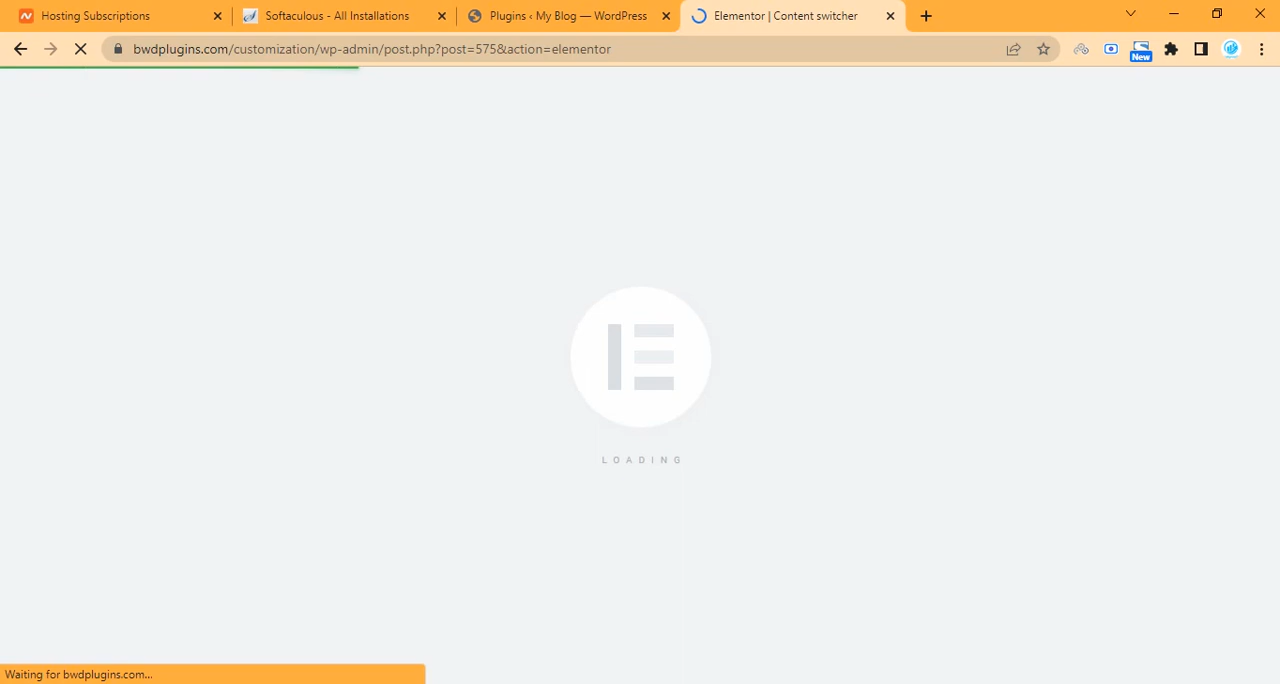 Hosting Subscriptions
Softaculous - All Installations
Plugins ‹ My Blog — WordPress
Elementor | Content switcher
bwdplugins.com/customization/wp-admin/post.php?post=575&action=elementor
New
LOADING
Waiting for bwdplugins.com...